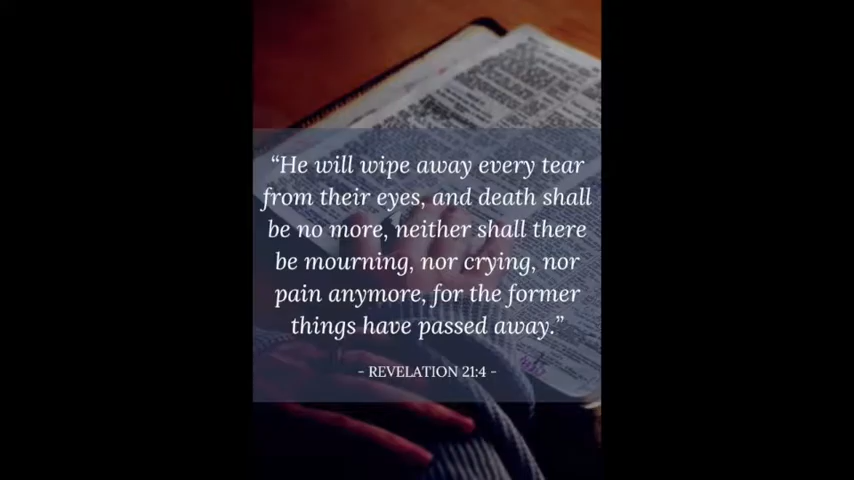 “He will wipe away every tear
from their eyes, and death shall
be no more, neither shall there
be mourning, nor crying, nor
pain anymore, for the former
things have passed away.”
- REVELATION 21:4 -